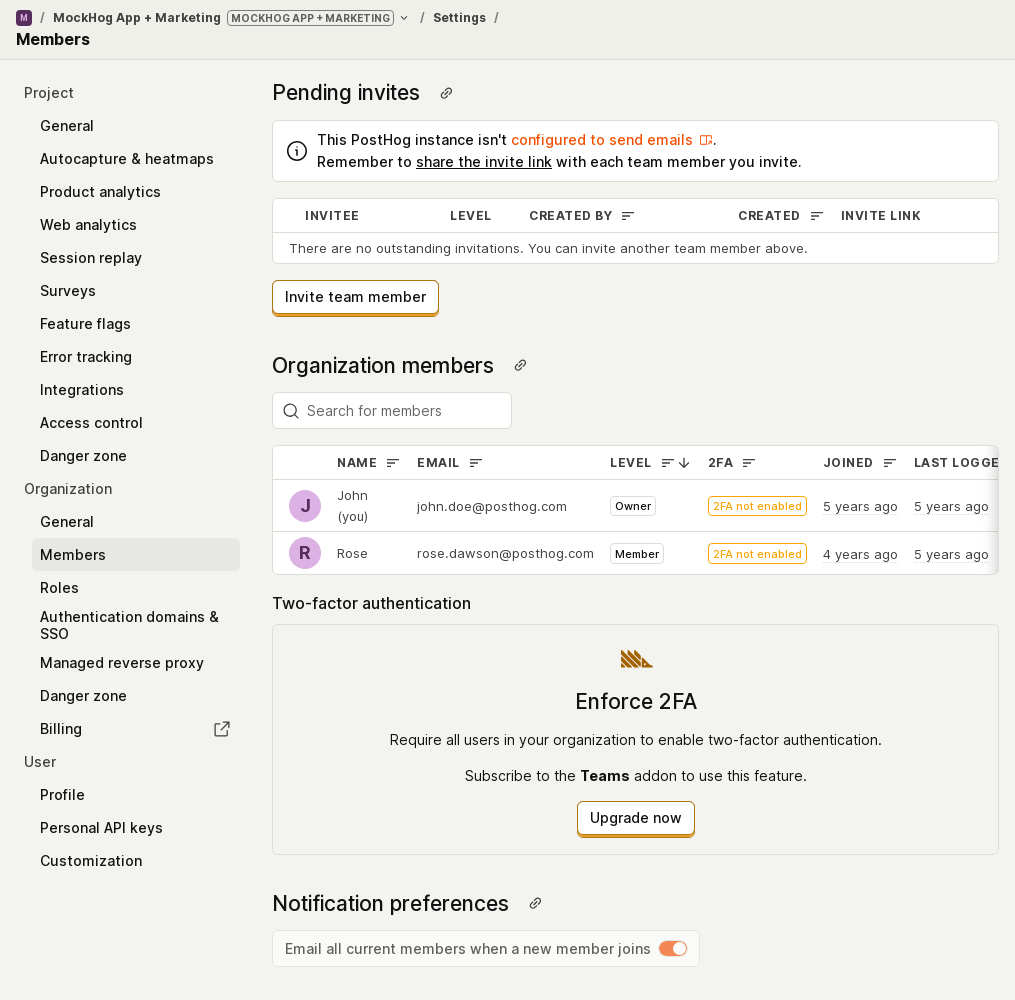 M / MockHog App + Marketing MOCKHOG APP + MARKETING / Settings /
Members
Project
General
Autocapture & heatmaps
Product analytics
Web analytics
Session replay
Surveys
Feature flags
Error tracking
Integrations
Access control
Danger zone
Organization
General
Members
Roles
Authentication domains &
SSO
Managed reverse proxy
Danger zone
Billing
User
Profile
Personal API keys
Customization
Pending invites
This PostHog instance isn't configured to send emails .
Remember to share the invite link with each team member you invite.
INVITEE LEVEL CREATED BY CREATED INVITE LINK
There are no outstanding invitations. You can invite another team member above.
Invite team member
Organization members
Search for members
NAME EMAIL LEVEL 2FA JOINED LAST LOGGE
J John (you) john.doe@posthog.com Owner 2FA not enabled 5 years ago 5 years ago
R Rose rose.dawson@posthog.com Member 2FA not enabled 4 years ago 5 years ago
Two-factor authentication
Enforce 2FA
Require all users in your organization to enable two-factor authentication.
Subscribe to the Teams addon to use this feature.
Upgrade now
Notification preferences
Email all current members when a new member joins